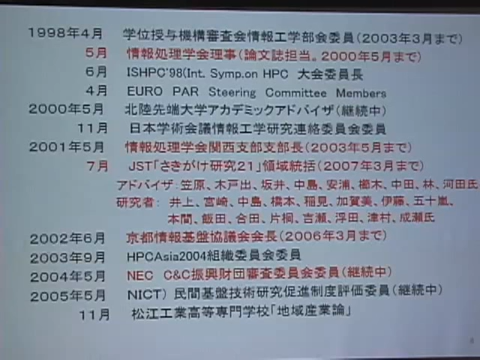 1998年4月 学位授与機構審査会情報工学部会委員(2003年3月まで)
5月 情報処理学会理事(論文誌担当。2000年5月まで)
6月 ISHPC'98(Int. Symp.on HPC 大会委員長
4月 EURO PAR Steering Committee Members
2000年5月 北陸先端大学アカデミックアドバイザ(継続中)
11月 日本学術会議情報工学研究連絡委員会委員
2001年5月 情報処理学会関西支部支部長(2003年5月まで)
7月 JST「さきがけ研究21」領域統括(2007年3月まで)
アドバイザ:笠原、木戸出、坂井、中島、安浦、櫛木、中田、林、河田氏
研究者: 井上、宮崎、中島、橋本、稲見、加賀美、伊藤、五十嵐、
本間、飯田、合田、片桐、吉瀬、浮田、津村、成瀬氏
2002年6月 京都情報基盤協議会会長(2006年3月まで)
2003年9月 HPCAsia2004組織委員会委員
2004年5月 NEC C&C振興財団審査委員会委員(継続中)
2005年5月 NICT) 民間基盤技術研究促進制度評価委員(継続中)
11月 松江工業高等専門学校「地域産業論」